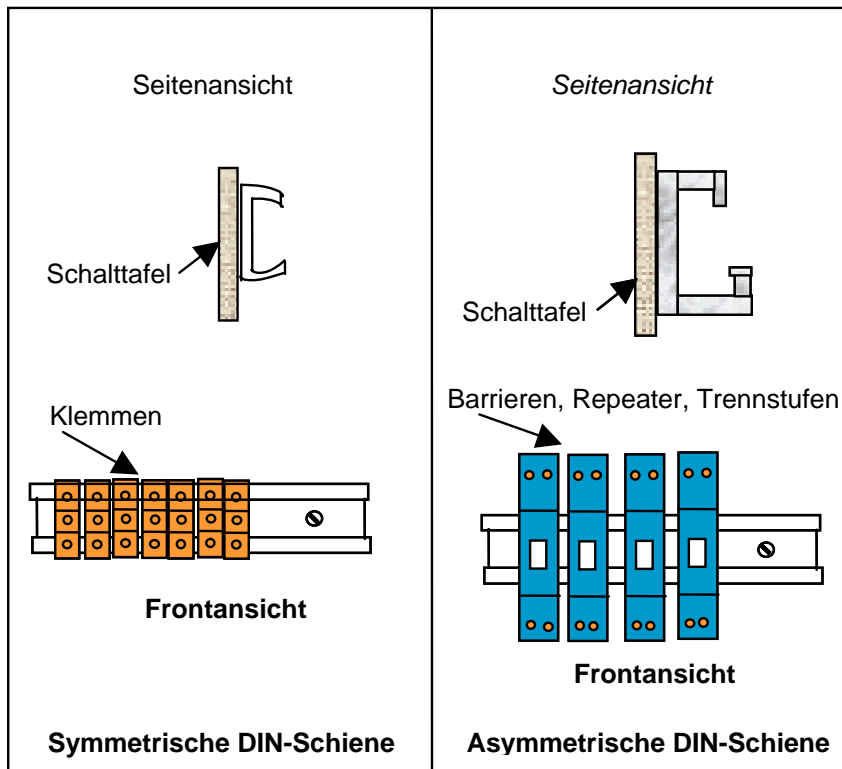 Seitenansicht
Schalttafel
Klemmen
Frontansicht
Symmetrische DIN-Schiene
Seitenansicht
Schalttafel
Barrieren, Repeater, Trennstufen
Frontansicht
Asymmetrische DIN-Schiene